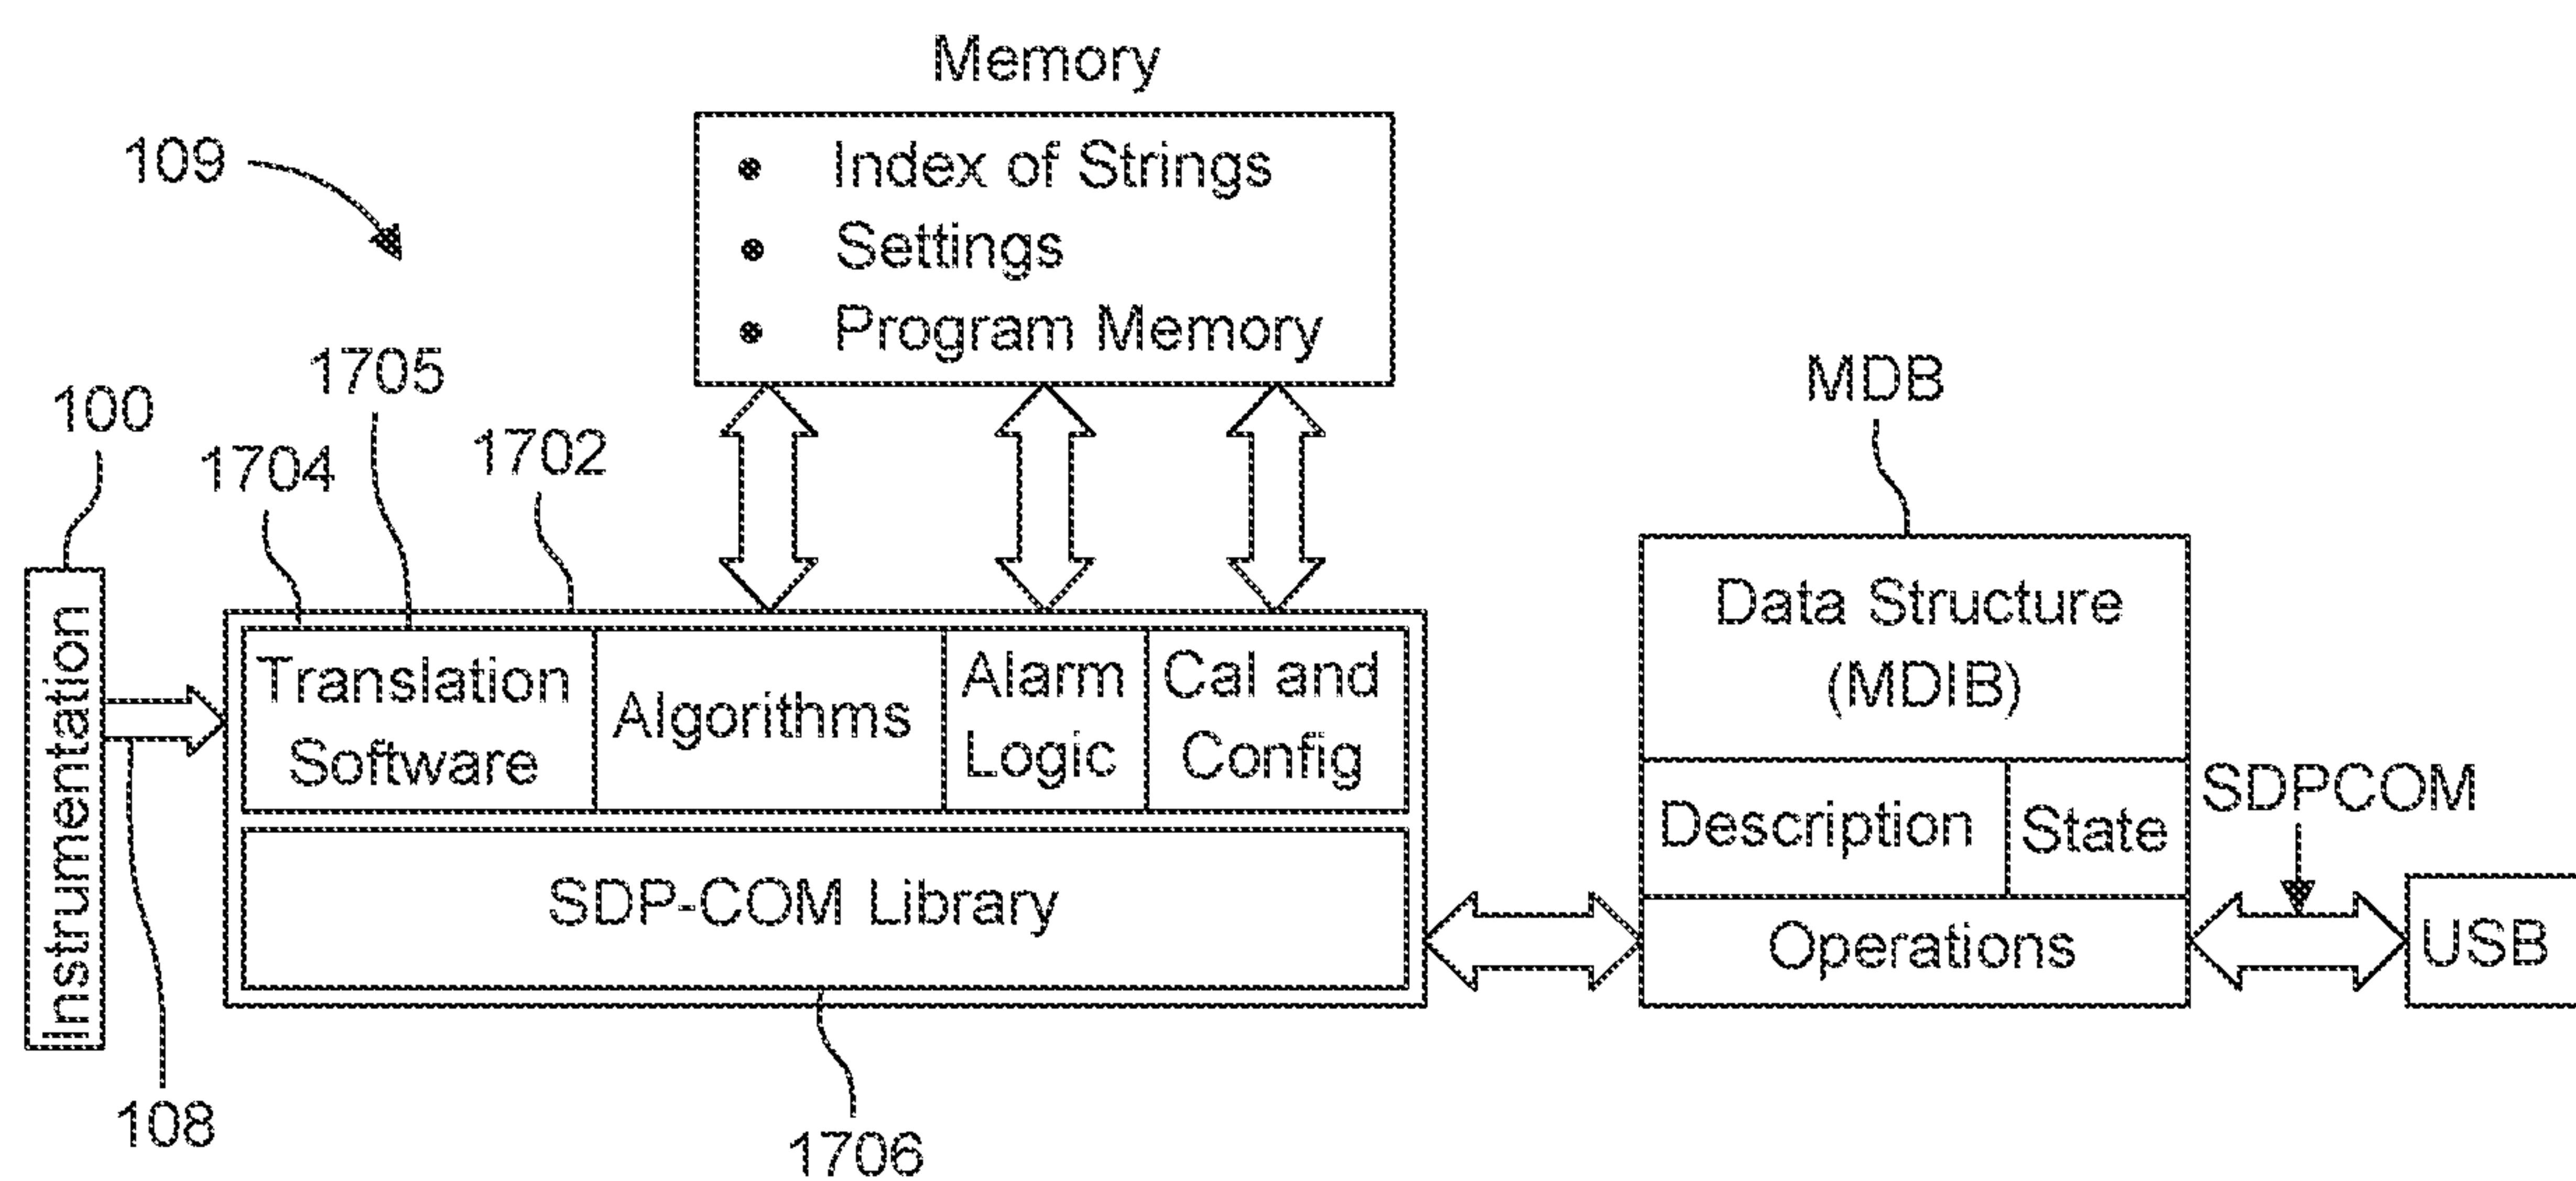 Memory
109
• Index of Strings
• Settings
• Program Memory
1705
100
1704
1702
MDB
Instrumentation
Translation
Software
Algorithms
Alarm
Logic
Cal and
Config
SDP-COM Library
Data Structure
(MDIB)
Description
State
Operations
SDPCOM
USB
108
1706